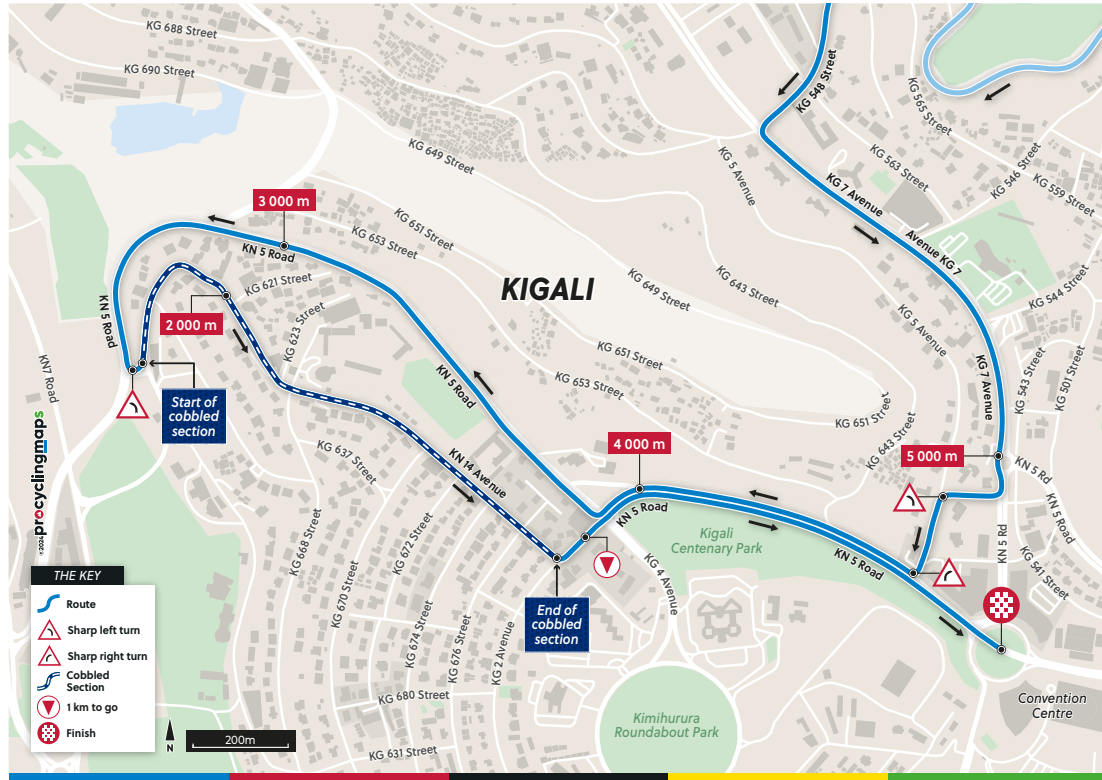 KG 688 Street
KG 690 Street
KG 548 Street
KG 565 Street
KG 649 Street
KG 5 Avenue
KG 563 Street
KG 546 Street
KG 559 Street
KG 7 Avenue
Avenue KG 7
3 000 m
KG 651 Street
KG 653 Street
KN 5 Road
KG 621 Street
KIGALI
KG 649 Street
KG 643 Street
KG 544 Street
KN 5 Road
2 000 m
KG 623 Street
KG 5 Avenue
KG 651 Street
KG 653 Street
KN7 Road
KN 5 Road
KG 7 Avenue
KG 543 Street
KG 501 Street
Start of
cobbled
section
KG 651 Street
KG 643 Street
4 000 m
5 000 m
KG 637 Street
KN 14 Avenue
KN 5 Rd
©2024 procyclingmaps
KN 5 Road
KN 5 Road
KG 668 Street
KG 672 Street
Kigali
Centenary Park
KN 5 Road
KN 5 Rd
KG 541 Street
KG 4 Avenue
KG 670 Street
KG 674 Street
KG 676 Street
KG 2 Avenue
End of
cobbled
section
THE KEY
Route
Sharp left turn
Sharp right turn
Cobbled
Section
1 km to go
Finish
N
200m
KG 680 Street
KG 631 Street
Kimihurura
Roundabout Park
Convention
Centre